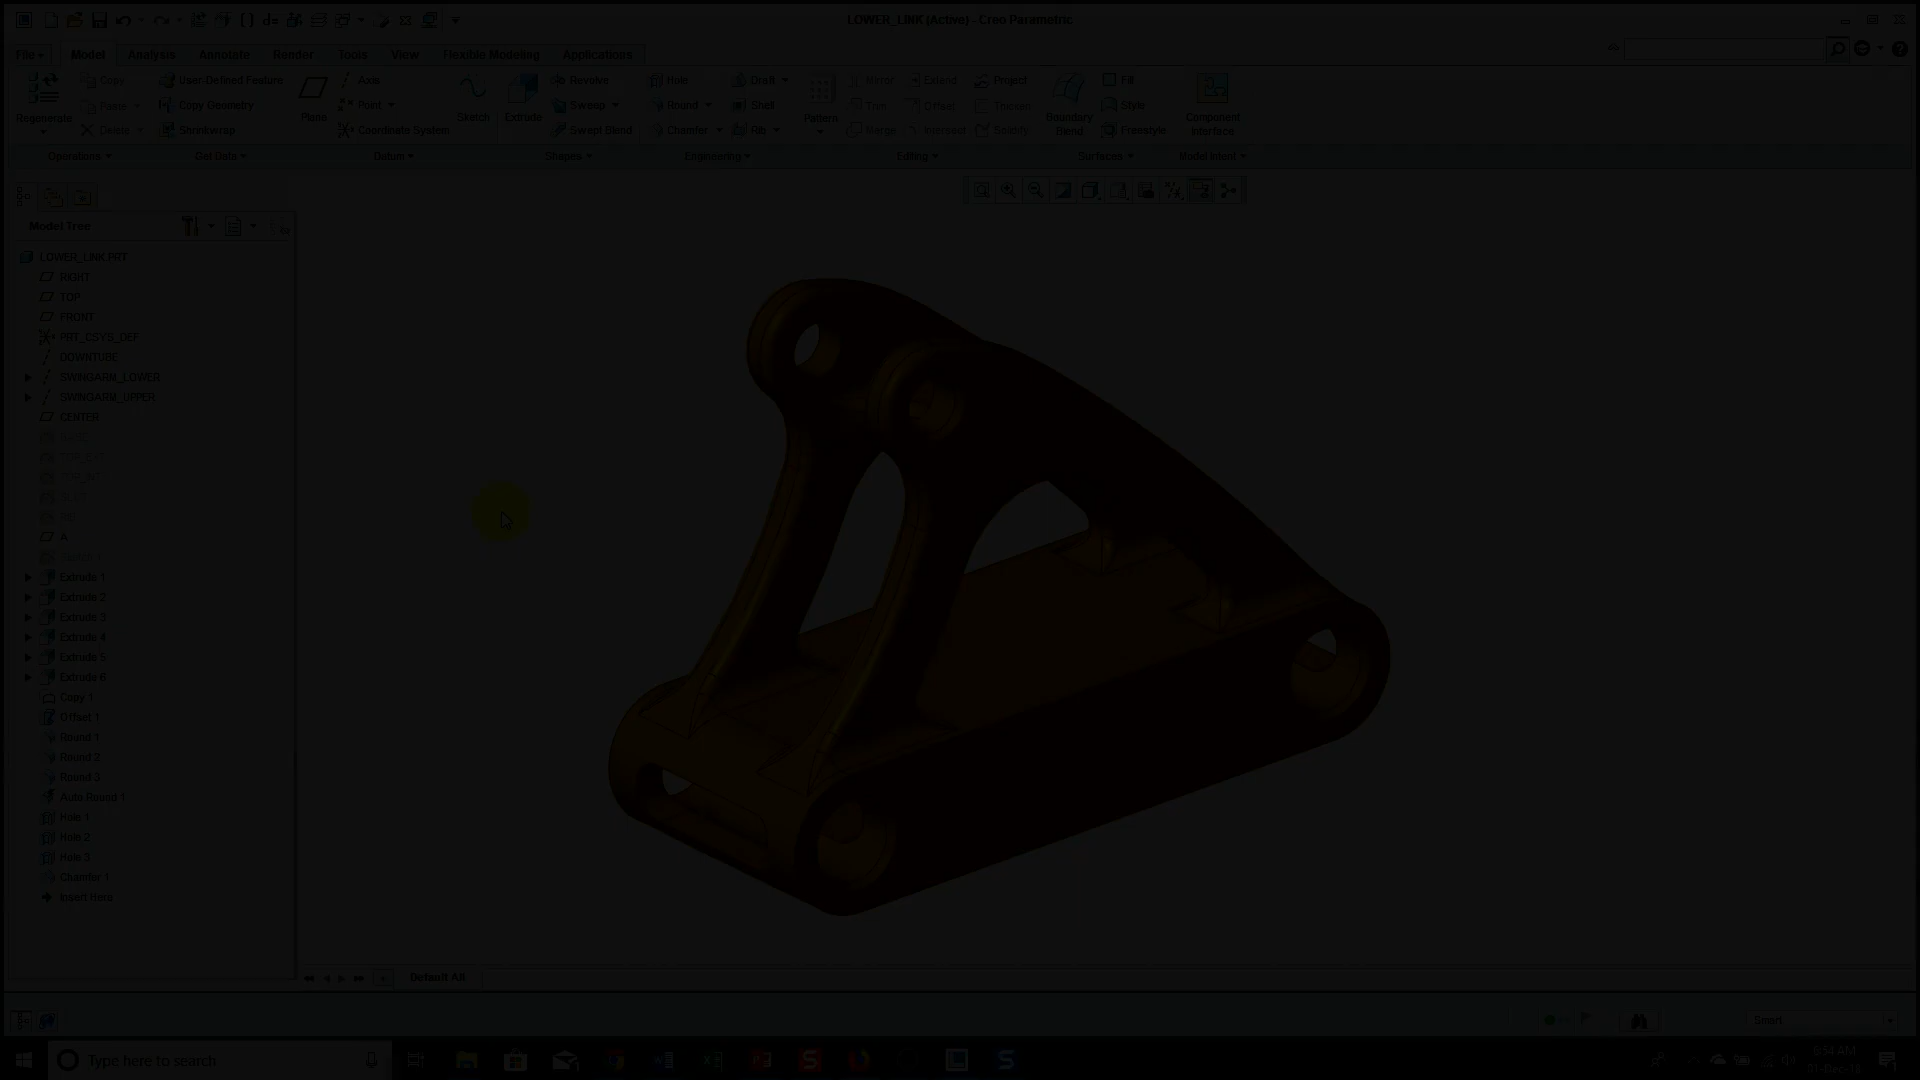 LOWER_LINK (Active) - Creo Parametric
File Model Analysis Annotate Render Tools View Flexible Modeling Applications
Regenerate
Copy
Paste
Delete
User-Defined Feature
Copy Geometry
Shrinkwrap
Plane
Axis
Point
Coordinate System
Sketch
Extrude
Revolve
Sweep
Swept Blend
Hole
Round
Chamfer
Draft
Shell
Rib
Pattern
Mirror
Trim
Merge
Extend
Offset
Intersect
Project
Thicken
Solidify
Boundary
Blend
Fill
Style
Freestyle
Component
Interface
Operations Get Data Datum Shapes Engineering Editing Surfaces Model Intent
Model Tree
LOWER_LINK.PRT
RIGHT
TOP
FRONT
PRT_CSYS_DEF
DOWNTUBE
SWINGARM_LOWER
SWINGARM_UPPER
CENTER
A
Sketch 1
Extrude 1
Extrude 2
Extrude 3
Extrude 4
Extrude 5
Extrude 6
Copy 1
Offset 1
Round 1
Round 2
Round 3
Auto Round 1
Hole 1
Hole 2
Hole 3
Chamfer 1
Insert Here
Default All
Smart
Type here to search